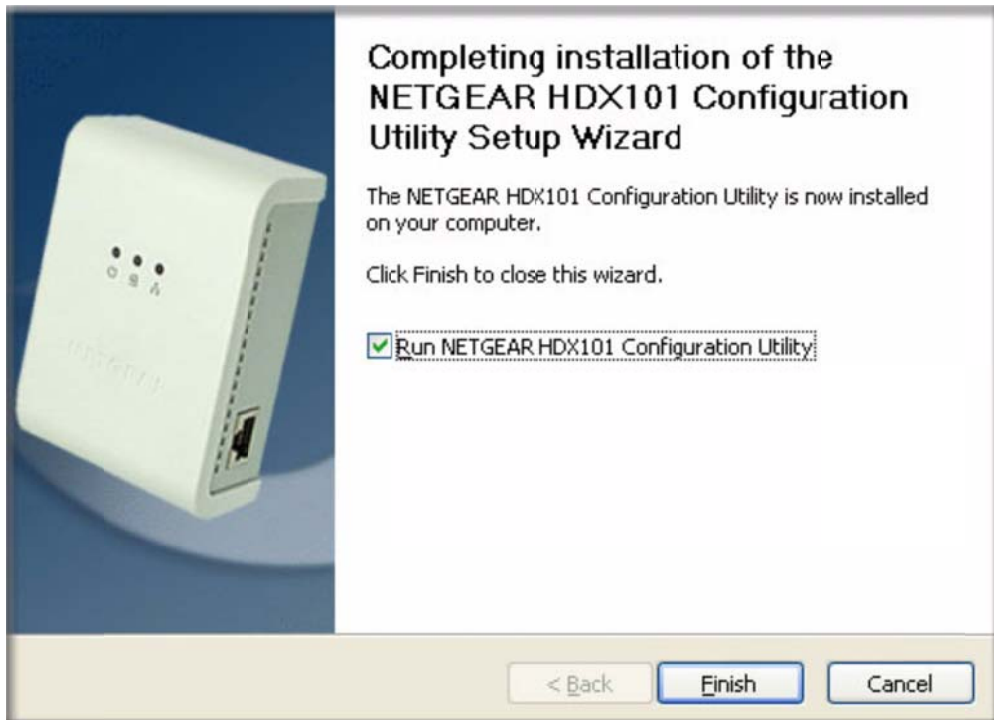 Completing installation of the
NETGEAR HDX101 Configuration
Utility Setup Wizard
The NETGEAR HDX101 Configuration Utility is now installed
on your computer.
Click Finish to close this wizard.
Run NETGEAR HDX101 Configuration Utility
NETGEAR
< Back
Finish
Cancel